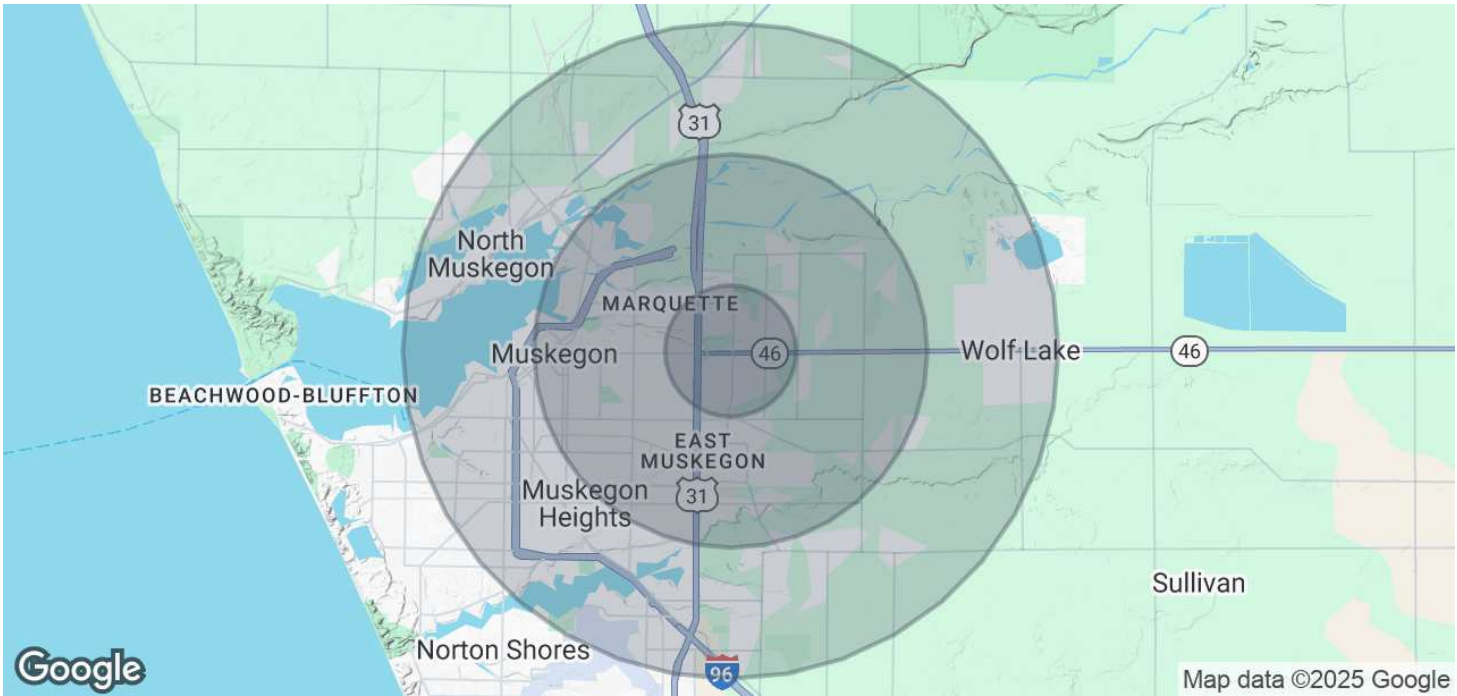 31
North
Muskegon
MARQUETTE
Muskegon
46
Wolf Lake
46
BEACHWOOD-BLUFFTON
EAST
MUSKEGON
Muskegon
Heights
31
Sullivan
Norton Shores
96
Google
Map data ©2025 Google